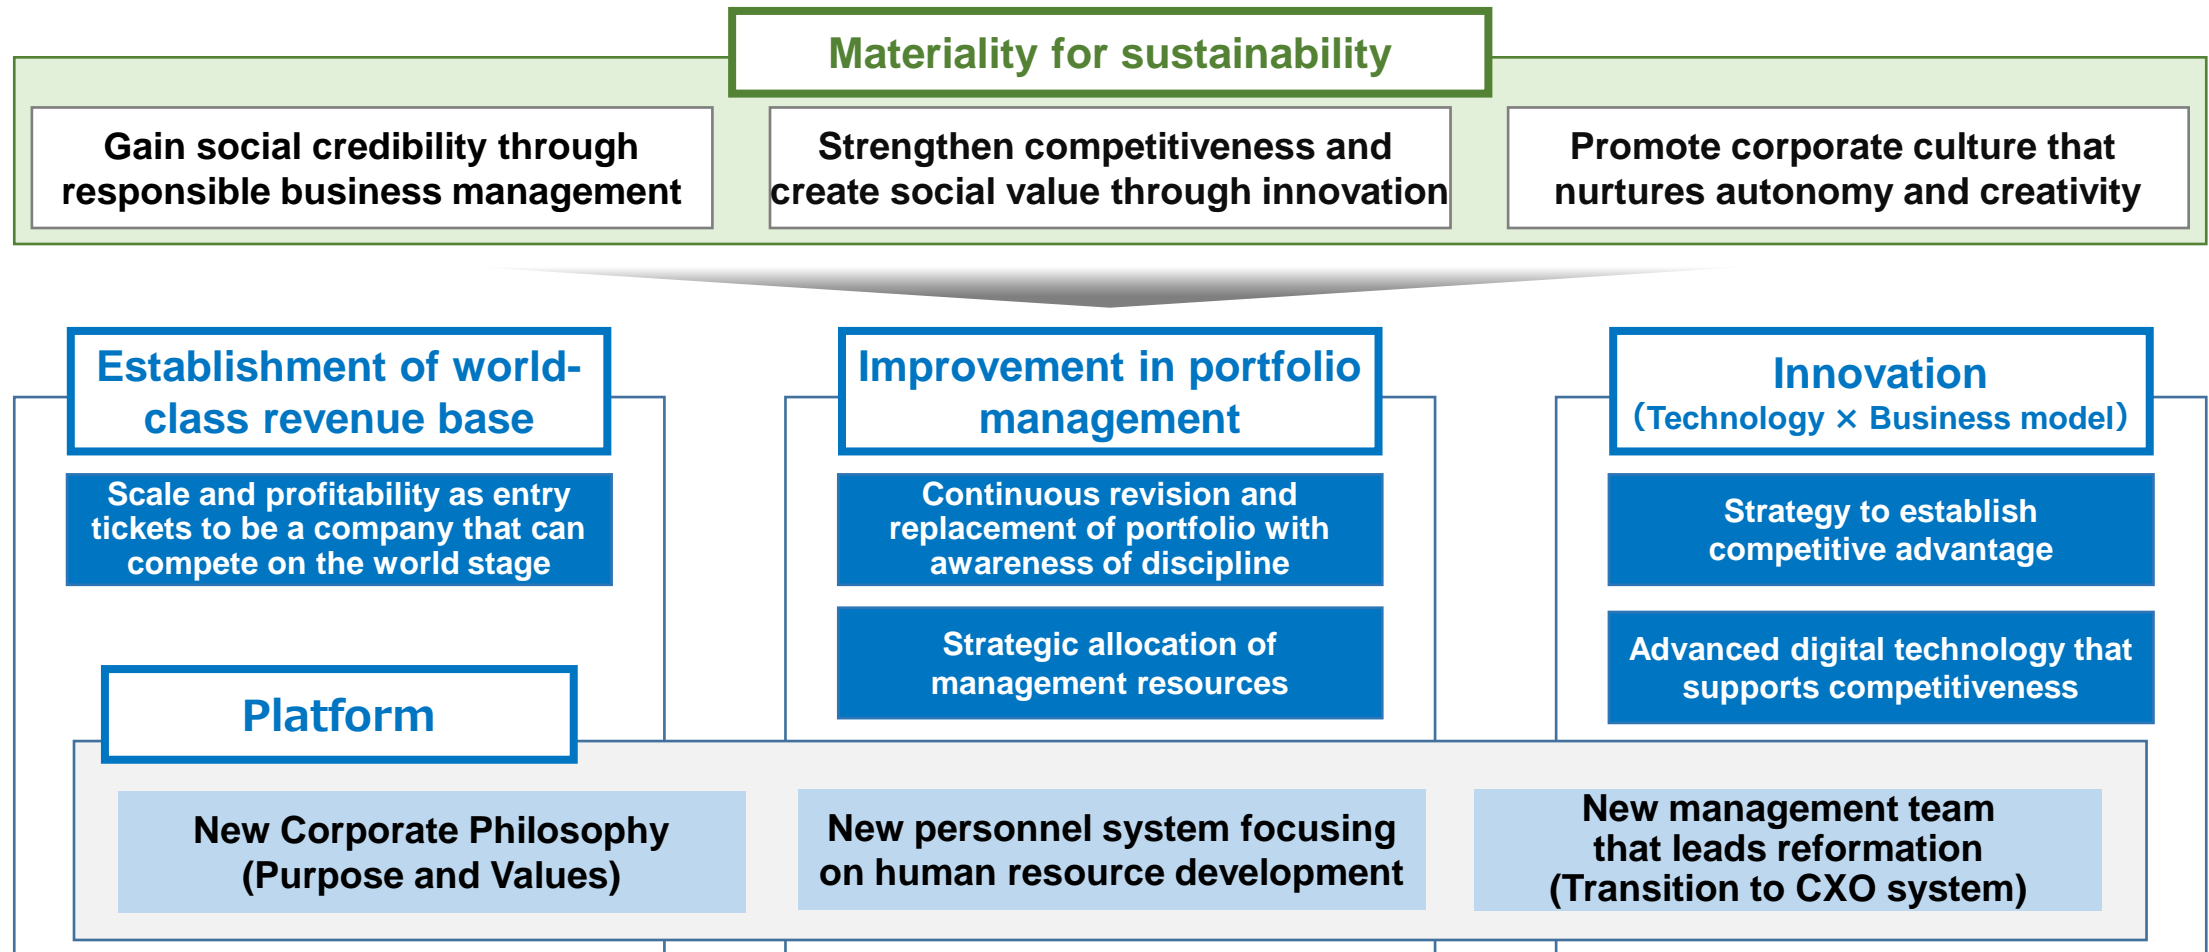 Materiality for sustainability
Gain social credibility through
responsible business management
Strengthen competitiveness and
create social value through innovation
Promote corporate culture that
nurtures autonomy and creativity
Establishment of world-
class revenue base
Scale and profitability as entry
tickets to be a company that can
compete on the world stage
Improvement in portfolio
management
Continuous revision and
replacement of portfolio with
awareness of discipline
Strategic allocation of
management resources
Innovation
（Technology × Business model）
Strategy to establish
competitive advantage
Advanced digital technology that
supports competitiveness
Platform
New Corporate Philosophy
(Purpose and Values)
New personnel system focusing
on human resource development
New management team
that leads reformation
(Transition to CXO system)